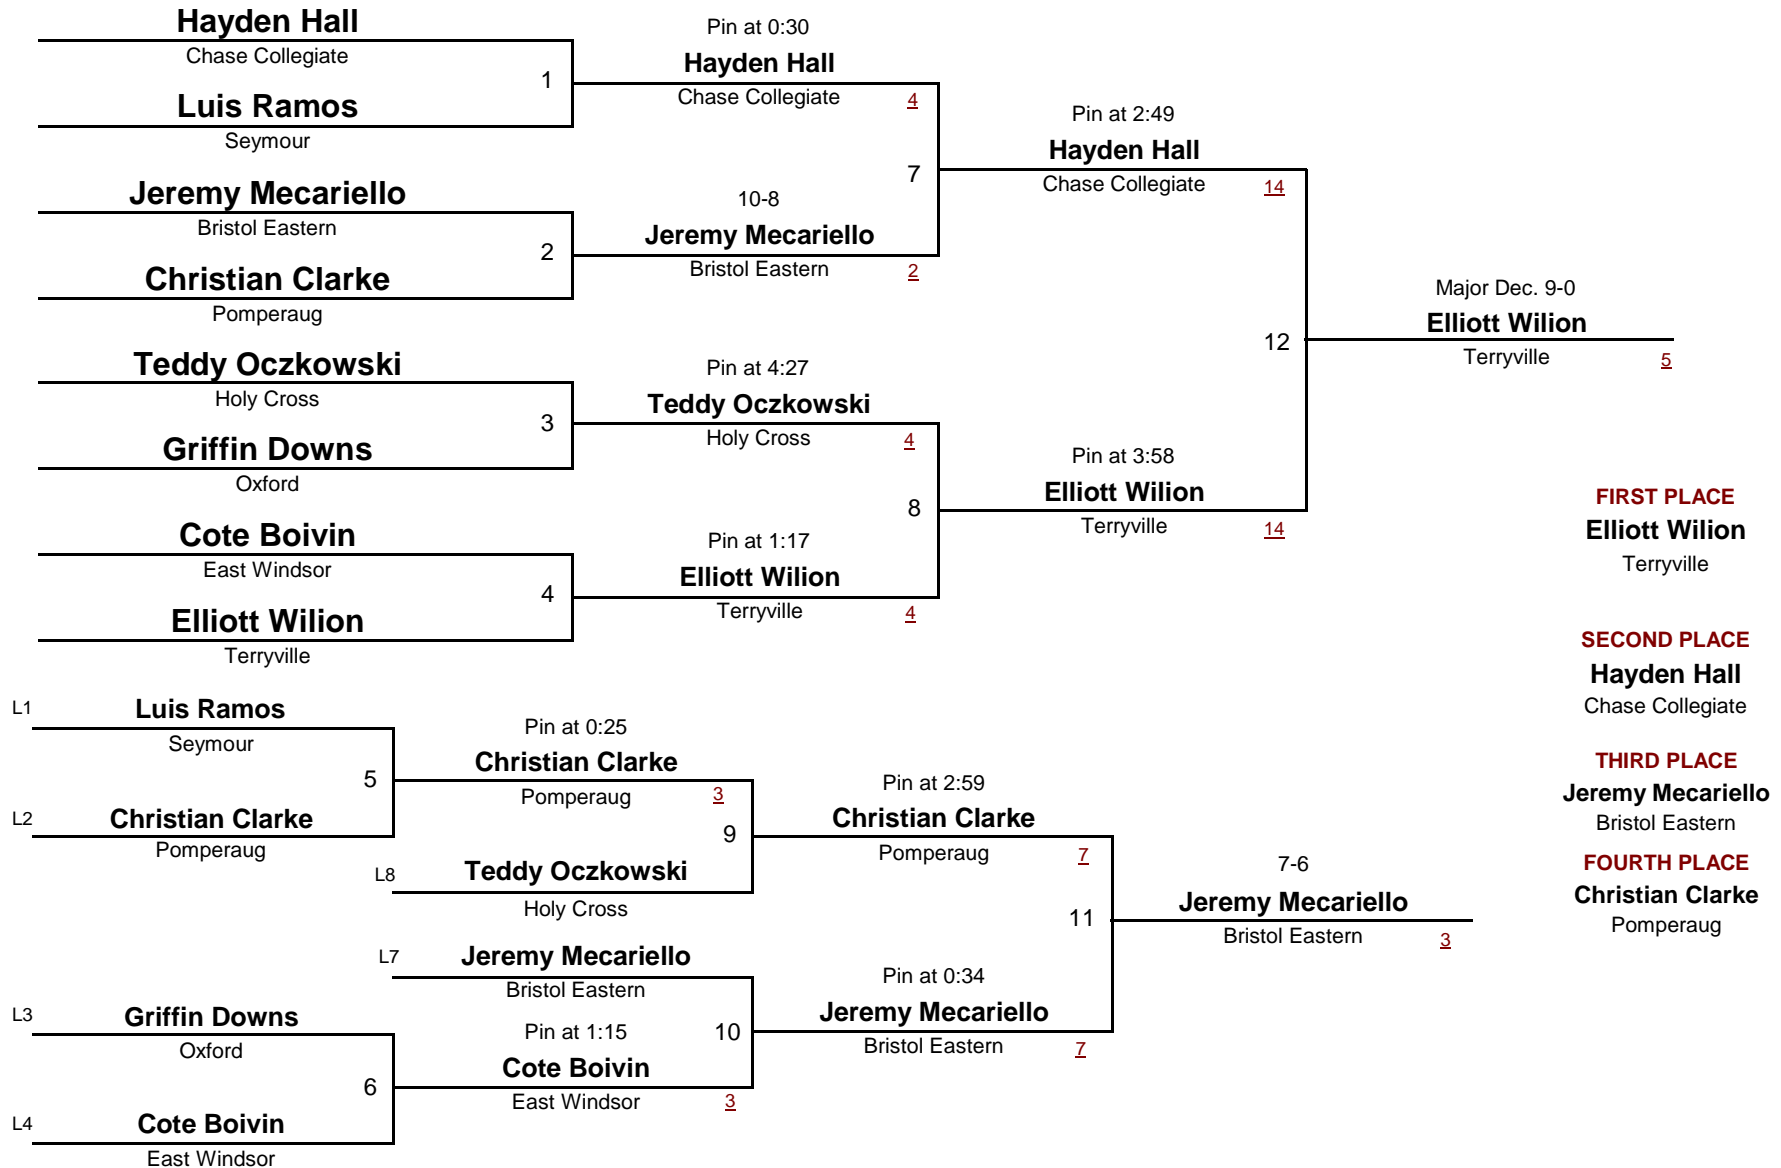 Hayden Hall
Chase Collegiate
1
Luis Ramos
Seymour
Jeremy Mecariello
Bristol Eastern
2
Christian Clarke
Pomperaug
Teddy Oczkowski
Holy Cross
3
Griffin Downs
Oxford
Cote Boivin
East Windsor
4
Elliott Wilion
Terryville
Pin at 0:30
Hayden Hall
Chase Collegiate 4
7
10-8
Jeremy Mecariello
Bristol Eastern 2
Pin at 4:27
Teddy Oczkowski
Holy Cross 4
8
Pin at 1:17
Elliott Wilion
Terryville 4
Pin at 2:49
Hayden Hall
Chase Collegiate 14
12
Pin at 3:58
Elliott Wilion
Terryville 14
Major Dec. 9-0
Elliott Wilion
Terryville 5
FIRST PLACE
Elliott Wilion
Terryville
SECOND PLACE
Hayden Hall
Chase Collegiate
THIRD PLACE
Jeremy Mecariello
Bristol Eastern
FOURTH PLACE
Christian Clarke
Pomperaug
L1 Luis Ramos
Seymour
5
L2 Christian Clarke
Pomperaug
L3 Griffin Downs
Oxford
6
L4 Cote Boivin
East Windsor
Pin at 0:25
Christian Clarke
Pomperaug 3
9
L8 Teddy Oczkowski
Holy Cross
L7 Jeremy Mecariello
Bristol Eastern
10
Pin at 1:15
Cote Boivin
East Windsor 3
Pin at 2:59
Christian Clarke
Pomperaug 7
11
Pin at 0:34
Jeremy Mecariello
Bristol Eastern 7
7-6
Jeremy Mecariello
Bristol Eastern 3